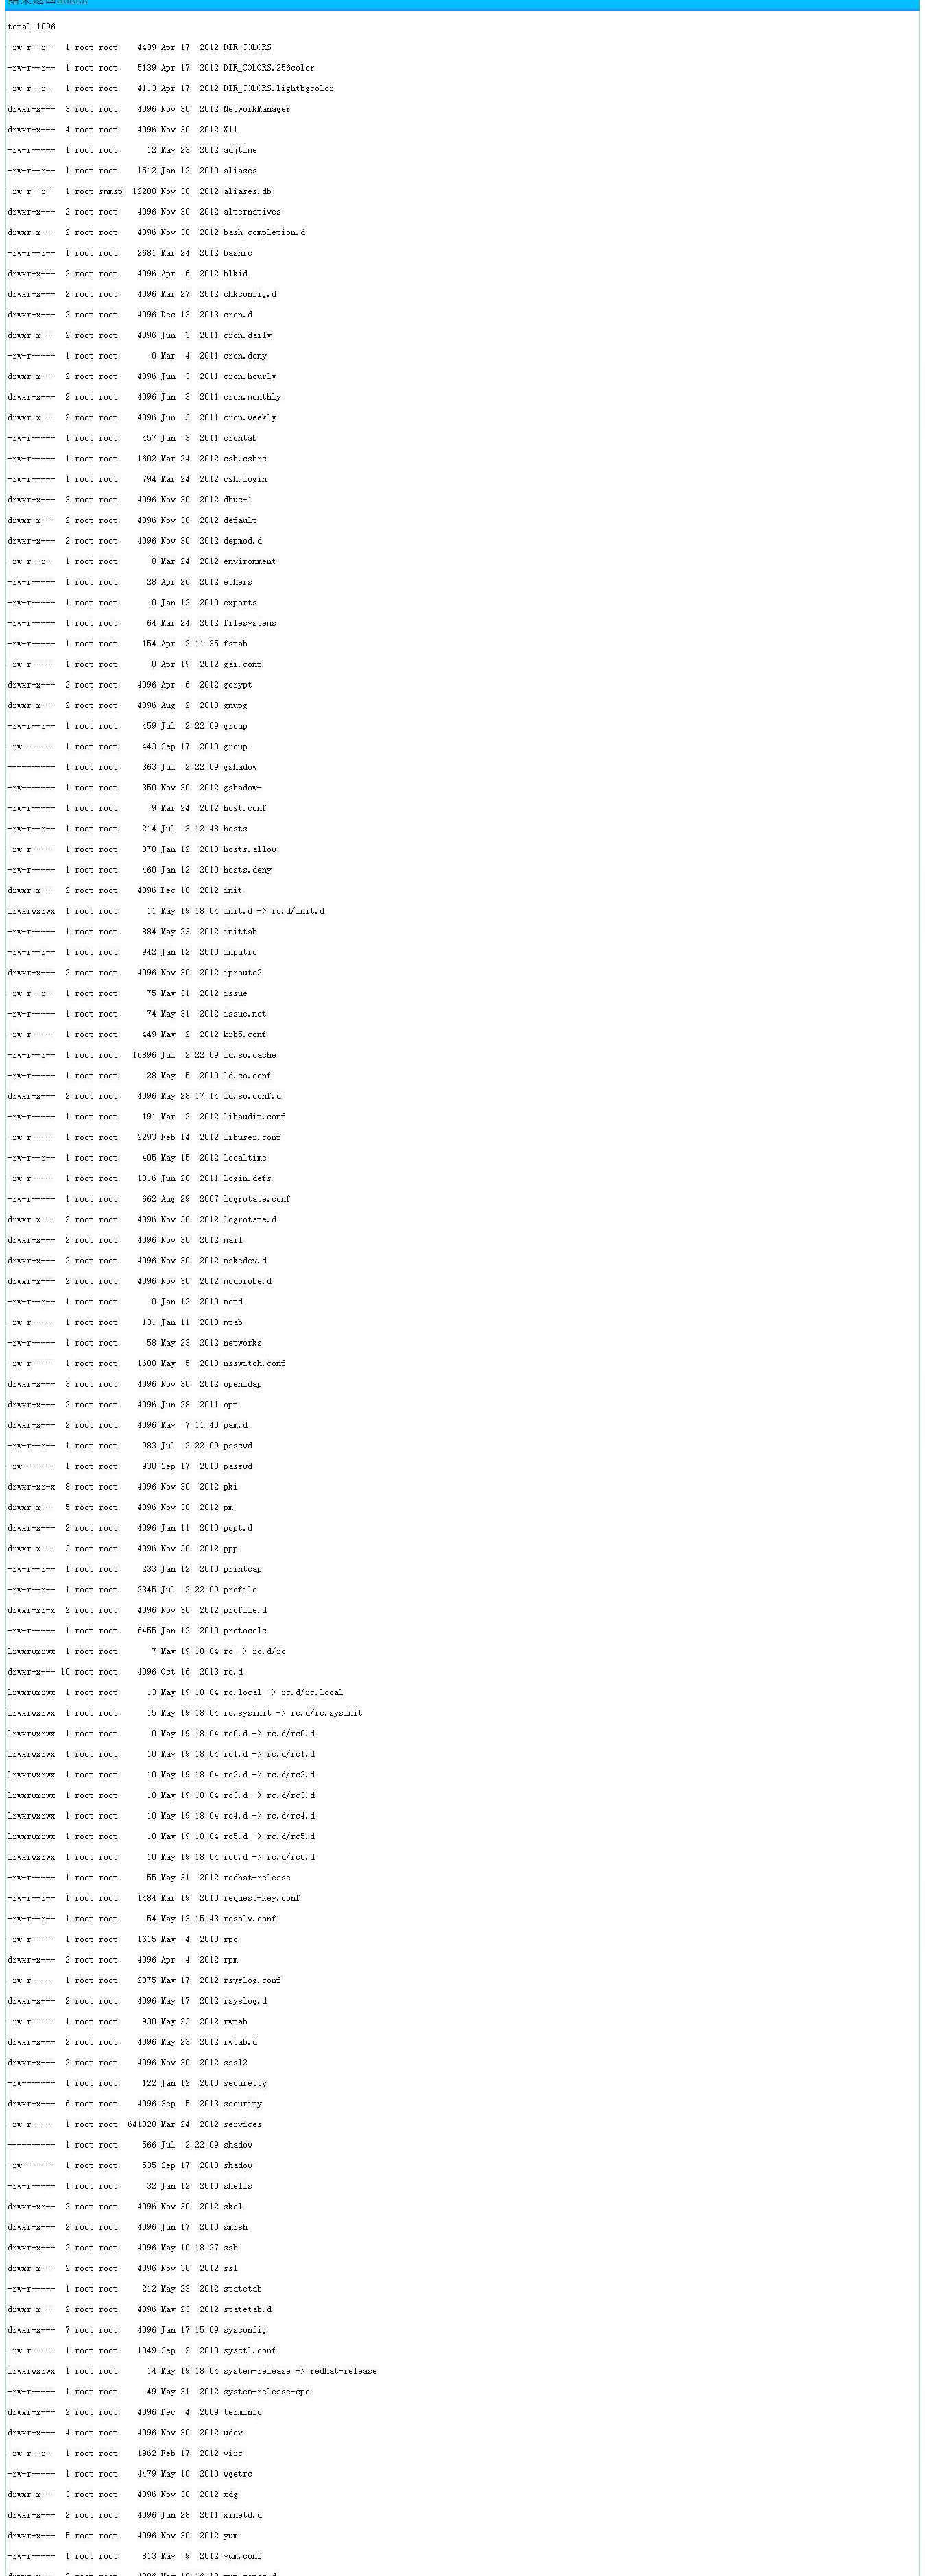 结果返回SHELL
total 1096
-rw-r--r--  1 root root    4439 Apr 17  2012 DIR_COLORS
-rw-r--r--  1 root root    5139 Apr 17  2012 DIR_COLORS.256color
-rw-r--r--  1 root root    4113 Apr 17  2012 DIR_COLORS.lightbgcolor
drwxr-x---  3 root root    4096 Nov 30  2012 NetworkManager
drwxr-x---  4 root root    4096 Nov 30  2012 X11
-rw-r-----  1 root root      12 May 23  2012 adjtime
-rw-r--r--  1 root root    1512 Jan 12  2010 aliases
-rw-r--r--  1 root smmsp  12288 Nov 30  2012 aliases.db
drwxr-x---  2 root root    4096 Nov 30  2012 alternatives
drwxr-x---  2 root root    4096 Nov 30  2012 bash_completion.d
-rw-r--r--  1 root root    2681 Mar 24  2012 bashrc
drwxr-x---  2 root root    4096 Apr  6  2012 blkid
drwxr-x---  2 root root    4096 Mar 27  2012 chkconfig.d
drwxr-x---  2 root root    4096 Dec 13  2013 cron.d
drwxr-x---  2 root root    4096 Jun  3  2011 cron.daily
-rw-r-----  1 root root       0 Mar  4  2011 cron.deny
drwxr-x---  2 root root    4096 Jun  3  2011 cron.hourly
drwxr-x---  2 root root    4096 Jun  3  2011 cron.monthly
drwxr-x---  2 root root    4096 Jun  3  2011 cron.weekly
-rw-r-----  1 root root     457 Jun  3  2011 crontab
-rw-r-----  1 root root    1602 Mar 24  2012 csh.cshrc
-rw-r-----  1 root root     794 Mar 24  2012 csh.login
drwxr-x---  3 root root    4096 Nov 30  2012 dbus-1
drwxr-x---  2 root root    4096 Nov 30  2012 default
drwxr-x---  2 root root    4096 Nov 30  2012 depmod.d
-rw-r--r--  1 root root       0 Mar 24  2012 environment
-rw-r-----  1 root root      28 Apr 26  2012 ethers
-rw-r-----  1 root root       0 Jan 12  2010 exports
-rw-r-----  1 root root      64 Mar 24  2012 filesystems
-rw-r--r--  1 root root     154 Apr  2 11:35 fstab
-rw-r-----  1 root root       0 Apr 19  2012 gai.conf
drwxr-x---  2 root root    4096 Apr  6  2012 gcrypt
drwxr-x---  2 root root    4096 Aug  2  2010 gnupg
-rw-r--r--  1 root root     459 Jul  2 22:09 group
-rw-------  1 root root     443 Sep 17  2013 group-
----------  1 root root     363 Jul  2 22:09 gshadow
-rw-------  1 root root     350 Nov 30  2012 gshadow-
-rw-r-----  1 root root       9 Mar 24  2012 host.conf
-rw-r--r--  1 root root     214 Jul  3 12:48 hosts
-rw-r-----  1 root root     370 Jan 12  2010 hosts.allow
-rw-r-----  1 root root     460 Jan 12  2010 hosts.deny
drwxr-x---  2 root root    4096 Dec 18  2012 init
lrwxrwxrwx  1 root root      11 May 19 18:04 init.d -> rc.d/init.d
-rw-r-----  1 root root     884 May 23  2012 inittab
-rw-r--r--  1 root root     942 Jan 12  2010 inputrc
drwxr-x---  2 root root    4096 Nov 30  2012 iproute2
-rw-r--r--  1 root root      75 May 31  2012 issue
-rw-r-----  1 root root      74 May 31  2012 issue.net
-rw-r-----  1 root root     449 May  2  2012 krb5.conf
-rw-r--r--  1 root root   16896 Jul  2 22:09 ld.so.cache
-rw-r-----  1 root root      28 May  5  2010 ld.so.conf
drwxr-x---  2 root root    4096 May 28 17:14 ld.so.conf.d
-rw-r-----  1 root root     191 Mar  2  2012 libaudit.conf
-rw-r-----  1 root root    2293 Feb 14  2012 libuser.conf
-rw-r--r--  1 root root     405 May 15  2012 localtime
-rw-r-----  1 root root    1816 Jun 28  2011 login.defs
-rw-r-----  1 root root     662 Aug 29  2007 logrotate.conf
drwxr-x---  2 root root    4096 Nov 30  2012 logrotate.d
drwxr-x---  2 root root    4096 Nov 30  2012 mail
drwxr-x---  2 root root    4096 Nov 30  2012 makedev.d
drwxr-x---  2 root root    4096 Nov 30  2012 modprobe.d
-rw-r--r--  1 root root       0 Jan 12  2010 motd
-rw-r-----  1 root root     131 Jan 11  2013 mtab
-rw-r-----  1 root root      58 May 23  2012 networks
-rw-r--r--  1 root root    1688 May  5  2010 nsswitch.conf
drwxr-x---  3 root root    4096 Nov 30  2012 openldap
drwxr-x---  2 root root    4096 Jun 28  2011 opt
drwxr-x---  2 root root    4096 May  7 11:40 pam.d
-rw-r--r--  1 root root     983 Jul  2 22:09 passwd
-rw-------  1 root root     938 Sep 17  2013 passwd-
drwxr-xr-x  8 root root    4096 Nov 30  2012 pki
drwxr-x---  5 root root    4096 Nov 30  2012 pm
drwxr-x---  2 root root    4096 Jan 11  2010 popt.d
drwxr-x---  3 root root    4096 Nov 30  2012 ppp
-rw-r--r--  1 root root     233 Jan 12  2010 printcap
-rw-r--r--  1 root root    2345 Jul  2 22:09 profile
drwxr-xr-x  2 root root    4096 Nov 30  2012 profile.d
-rw-r-----  1 root root    6455 Jan 12  2010 protocols
lrwxrwxrwx  1 root root       7 May 19 18:04 rc -> rc.d/rc
drwxr-x--- 10 root root    4096 Oct 16  2013 rc.d
lrwxrwxrwx  1 root root      13 May 19 18:04 rc.local -> rc.d/rc.local
lrwxrwxrwx  1 root root      15 May 19 18:04 rc.sysinit -> rc.d/rc.sysinit
lrwxrwxrwx  1 root root      10 May 19 18:04 rc0.d -> rc.d/rc0.d
lrwxrwxrwx  1 root root      10 May 19 18:04 rc1.d -> rc.d/rc1.d
lrwxrwxrwx  1 root root      10 May 19 18:04 rc2.d -> rc.d/rc2.d
lrwxrwxrwx  1 root root      10 May 19 18:04 rc3.d -> rc.d/rc3.d
lrwxrwxrwx  1 root root      10 May 19 18:04 rc4.d -> rc.d/rc4.d
lrwxrwxrwx  1 root root      10 May 19 18:04 rc5.d -> rc.d/rc5.d
lrwxrwxrwx  1 root root      10 May 19 18:04 rc6.d -> rc.d/rc6.d
-rw-r-----  1 root root      55 May 31  2012 redhat-release
-rw-r--r--  1 root root    1484 Mar 19  2010 request-key.conf
-rw-r--r--  1 root root      54 May 13 15:43 resolv.conf
-rw-r-----  1 root root    1615 May  4  2010 rpc
drwxr-x---  2 root root    4096 Apr  4  2012 rpm
-rw-r-----  1 root root    2875 May 17  2012 rsyslog.conf
drwxr-x---  2 root root    4096 May 17  2012 rsyslog.d
-rw-r-----  1 root root     930 May 23  2012 rwtab
drwxr-x---  2 root root    4096 May 23  2012 rwtab.d
drwxr-x---  2 root root    4096 Nov 30  2012 sasl2
-rw-------  1 root root     122 Jan 12  2010 securetty
drwxr-x---  6 root root    4096 Sep  5  2013 security
-rw-r-----  1 root root  641020 Mar 24  2012 services
----------  1 root root     566 Jul  2 22:09 shadow
-rw-------  1 root root     535 Sep 17  2013 shadow-
-rw-r-----  1 root root      32 Jan 12  2010 shells
drwxr-xr--  2 root root    4096 Nov 30  2012 skel
drwxr-x---  2 root root    4096 Jun 17  2010 smrsh
drwxr-x---  2 root root    4096 May 10 18:27 ssh
drwxr-x---  2 root root    4096 Nov 30  2012 ssl
-rw-r-----  1 root root     212 May 23  2012 statetab
drwxr-x---  2 root root    4096 May 23  2012 statetab.d
drwxr-x---  7 root root    4096 Jan 17 15:09 sysconfig
-rw-r-----  1 root root    1849 Sep  2  2013 sysctl.conf
lrwxrwxrwx  1 root root      14 May 19 18:04 system-release -> redhat-release
-rw-r-----  1 root root      49 May 31  2012 system-release-cpe
drwxr-x---  2 root root    4096 Dec  4  2009 terminfo
drwxr-x---  4 root root    4096 Nov 30  2012 udev
-rw-r--r--  1 root root    1962 Feb 17  2012 virc
-rw-r-----  1 root root    4479 May 10  2010 wgetrc
drwxr-x---  3 root root    4096 Nov 30  2012 xdg
drwxr-x---  2 root root    4096 Jun 28  2011 xinetd.d
drwxr-x---  5 root root    4096 Nov 30  2012 yum
-rw-r-----  1 root root     813 May  9  2012 yum.conf